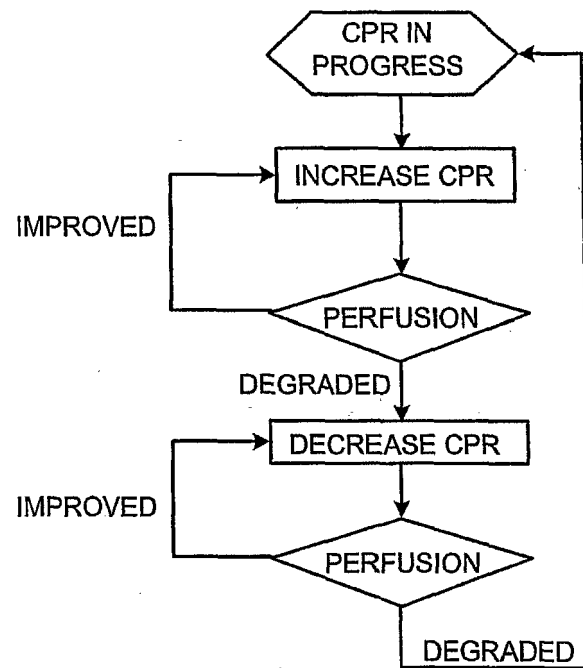 CPR IN
PROGRESS
INCREASE CPR
IMPROVED
PERFUSION
DEGRADED
DECREASE CPR
IMPROVED
PERFUSION
DEGRADED